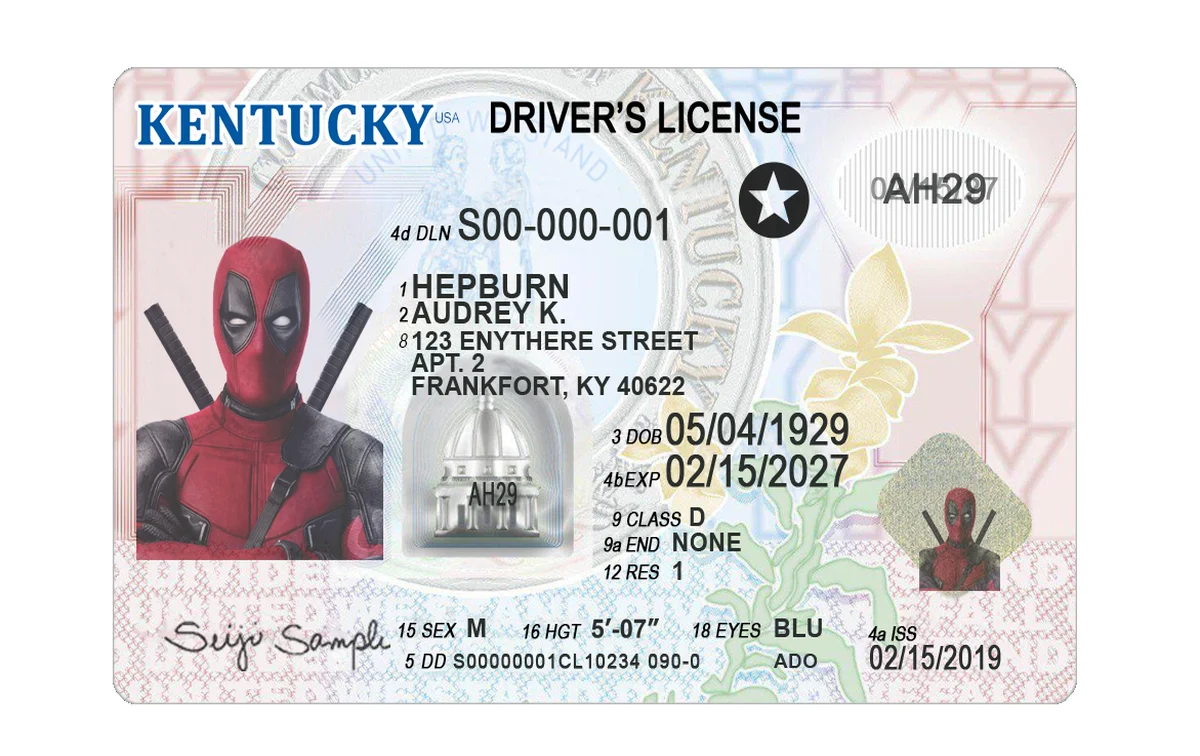 KENTUCKY USA DRIVER'S LICENSE
AH29
4d DLN S00-000-001
1 HEPBURN
2 AUDREY K.
8 123 ENYTHERE STREET
APT. 2
FRANKFORT, KY 40622
3 DOB 05/04/1929
4b EXP 02/15/2027
AH29
9 CLASS D
9a END NONE
12 RES 1
Seiji Sample
15 SEX M 16 HGT 5'-07" 18 EYES BLU
4a ISS
5 DD S00000001CL10234 090-0 ADO
02/15/2019